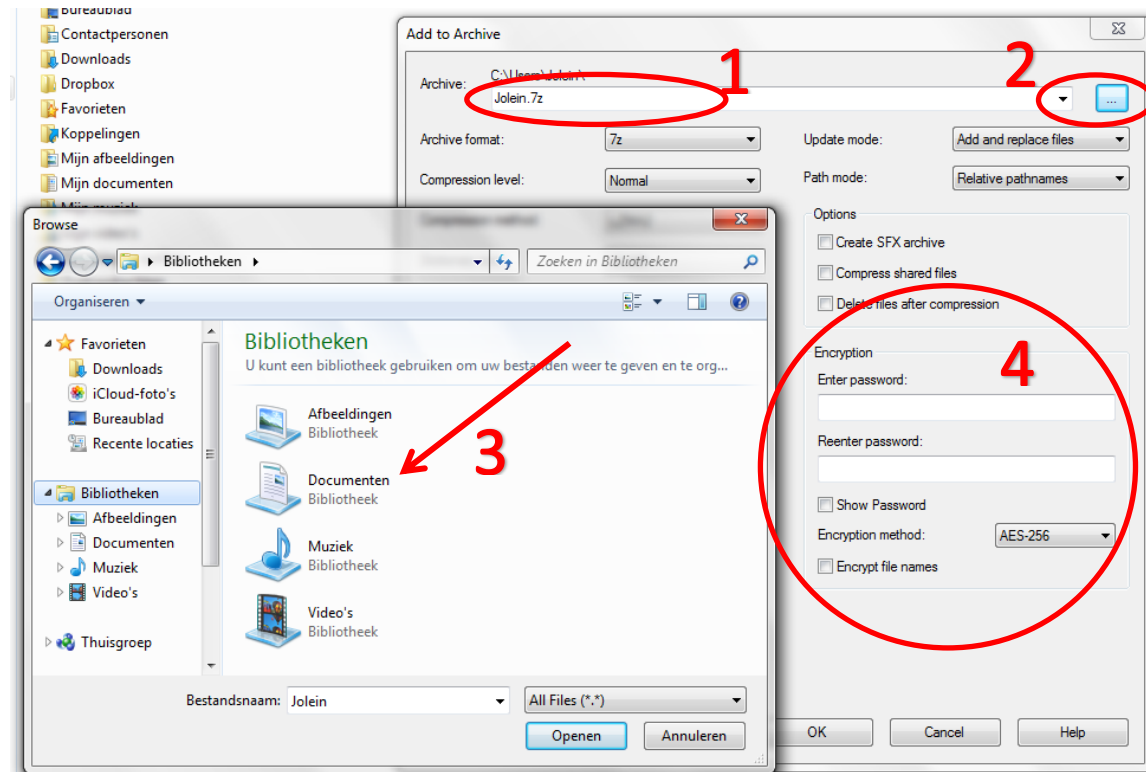 Bureaublad
Contactpersonen
Downloads
Dropbox
Favorieten
Koppelingen
Mijn afbeeldingen
Mijn documenten
Mijn muziek
Add to Archive
Archive: C:\Users\Jolein\
Jolein.7z
1
2
...
Archive format: 7z
Update mode: Add and replace files
Compression level: Normal
Path mode: Relative pathnames
Options
Create SFX archive
Compress shared files
Delete files after compression
Encryption
4
Enter password:
Reenter password:
Show Password
Encryption method: AES-256
Encrypt file names
OK Cancel Help
Browse
Bibliotheken
Zoeken in Bibliotheken
Organiseren
Favorieten
Downloads
iCloud-foto's
Bureaublad
Recente locaties
Bibliotheken
Afbeeldingen
Documenten
Muziek
Video's
Thuisgroep
Bibliotheken
U kunt een bibliotheek gebruiken om uw bestanden weer te geven en te org...
Afbeeldingen
Bibliotheek
3
Documenten
Bibliotheek
Muziek
Bibliotheek
Video's
Bibliotheek
Bestandsnaam: Jolein
All Files (*.*)
Openen Annuleren